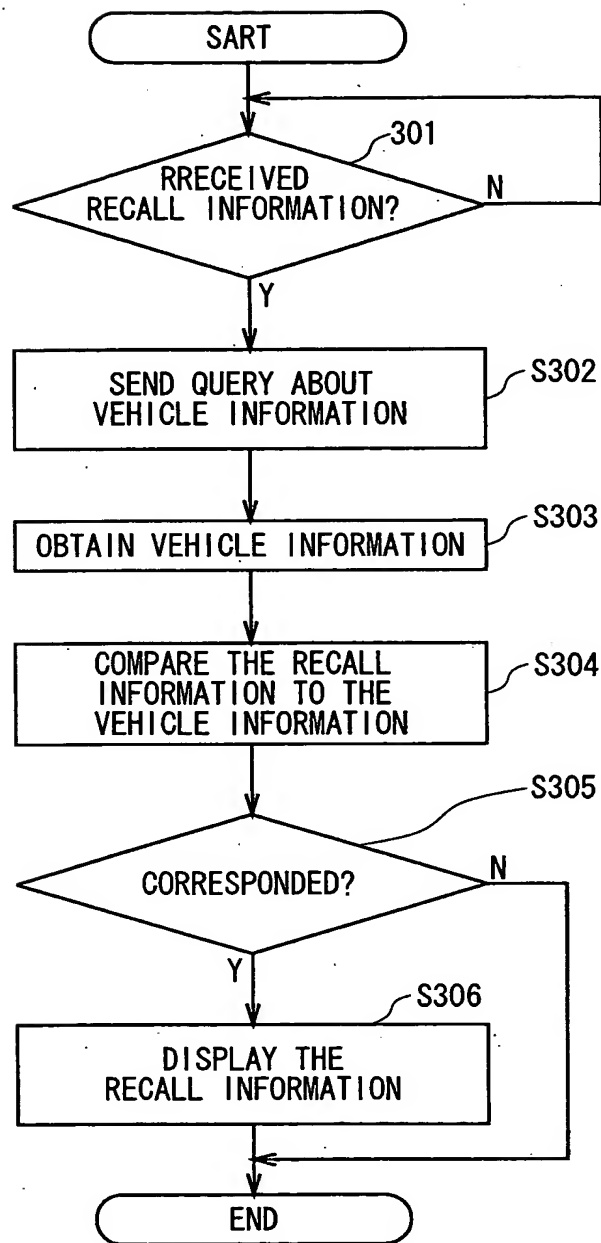 SART
301
RRECEIVED
RECALL INFORMATION?
N
Y
SEND QUERY ABOUT
VEHICLE INFORMATION
S302
OBTAIN VEHICLE INFORMATION
S303
COMPARE THE RECALL
INFORMATION TO THE
VEHICLE INFORMATION
S304
S305
CORRESPONDED?
N
Y
S306
DISPLAY THE
RECALL INFORMATION
END